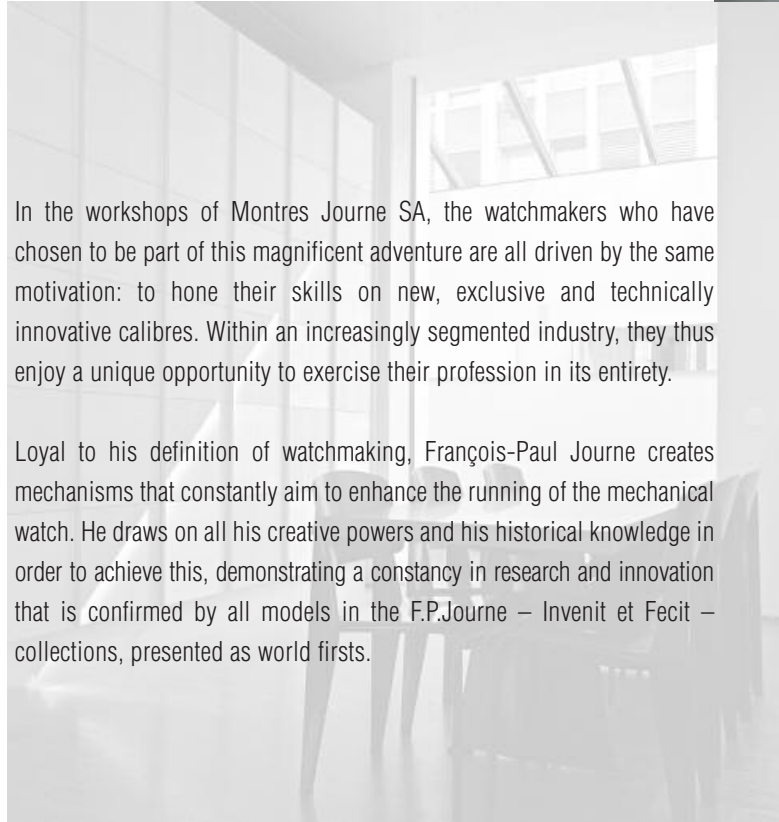 In the workshops of Montres Journe SA, the watchmakers who have
chosen to be part of this magnificent adventure are all driven by the same
motivation: to hone their skills on new, exclusive and technically
innovative calibres. Within an increasingly segmented industry, they thus
enjoy a unique opportunity to exercise their profession in its entirety.
Loyal to his definition of watchmaking, François-Paul Journe creates
mechanisms that constantly aim to enhance the running of the mechanical
watch. He draws on all his creative powers and his historical knowledge in
order to achieve this, demonstrating a constancy in research and innovation
that is confirmed by all models in the F.P.Journe – Invenit et Fecit –
collections, presented as world firsts.